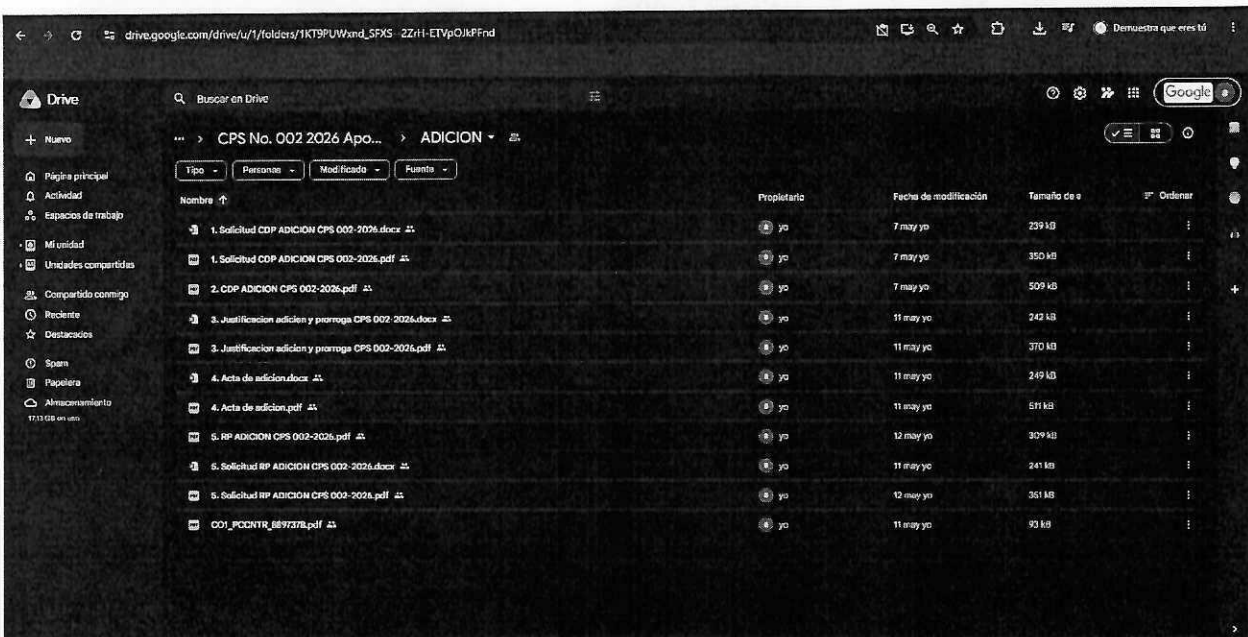 drive.google.com/drive/u/1/folders/1KT9PUWxnd_SFXS--2ZrH-ETVpOJkPFnd
Demuestra que eres tú
Drive
Buscar en Drive
Google
Nuevo
... > CPS No. 002 2026 Apo... > ADICION
Tipo
Personas
Modificado
Fuente
Página principal
Actividad
Espacios de trabajo
Mi unidad
Unidades compartidas
Compartido conmigo
Reciente
Destacados
Spam
Papelera
Almacenamiento
17,13 GB en uso
Nombre Propietario Fecha de modificación Tamaño de a Ordenar
1. Solicitud CDP ADICION CPS 002-2026.docx yo 7 may yo 239 kB
1. Solicitud CDP ADICION CPS 002-2026.pdf yo 7 may yo 350 kB
2. CDP ADICION CPS 002-2026.pdf yo 7 may yo 509 kB
3. Justificacion adicion y prorroga CPS 002-2026.docx yo 11 may yo 242 kB
3. Justificacion adicion y prorroga CPS 002-2026.pdf yo 11 may yo 370 kB
4. Acta de adicion.docx yo 11 may yo 249 kB
4. Acta de adicion.pdf yo 11 may yo 511 kB
5. RP ADICION CPS 002-2026.pdf yo 12 may yo 309 kB
5. Solicitud RP ADICION CPS 002-2026.docx yo 11 may yo 241 kB
5. Solicitud RP ADICION CPS 002-2026.pdf yo 12 may yo 351 kB
CO1_PCCNTR_8897378.pdf yo 11 may yo 93 kB